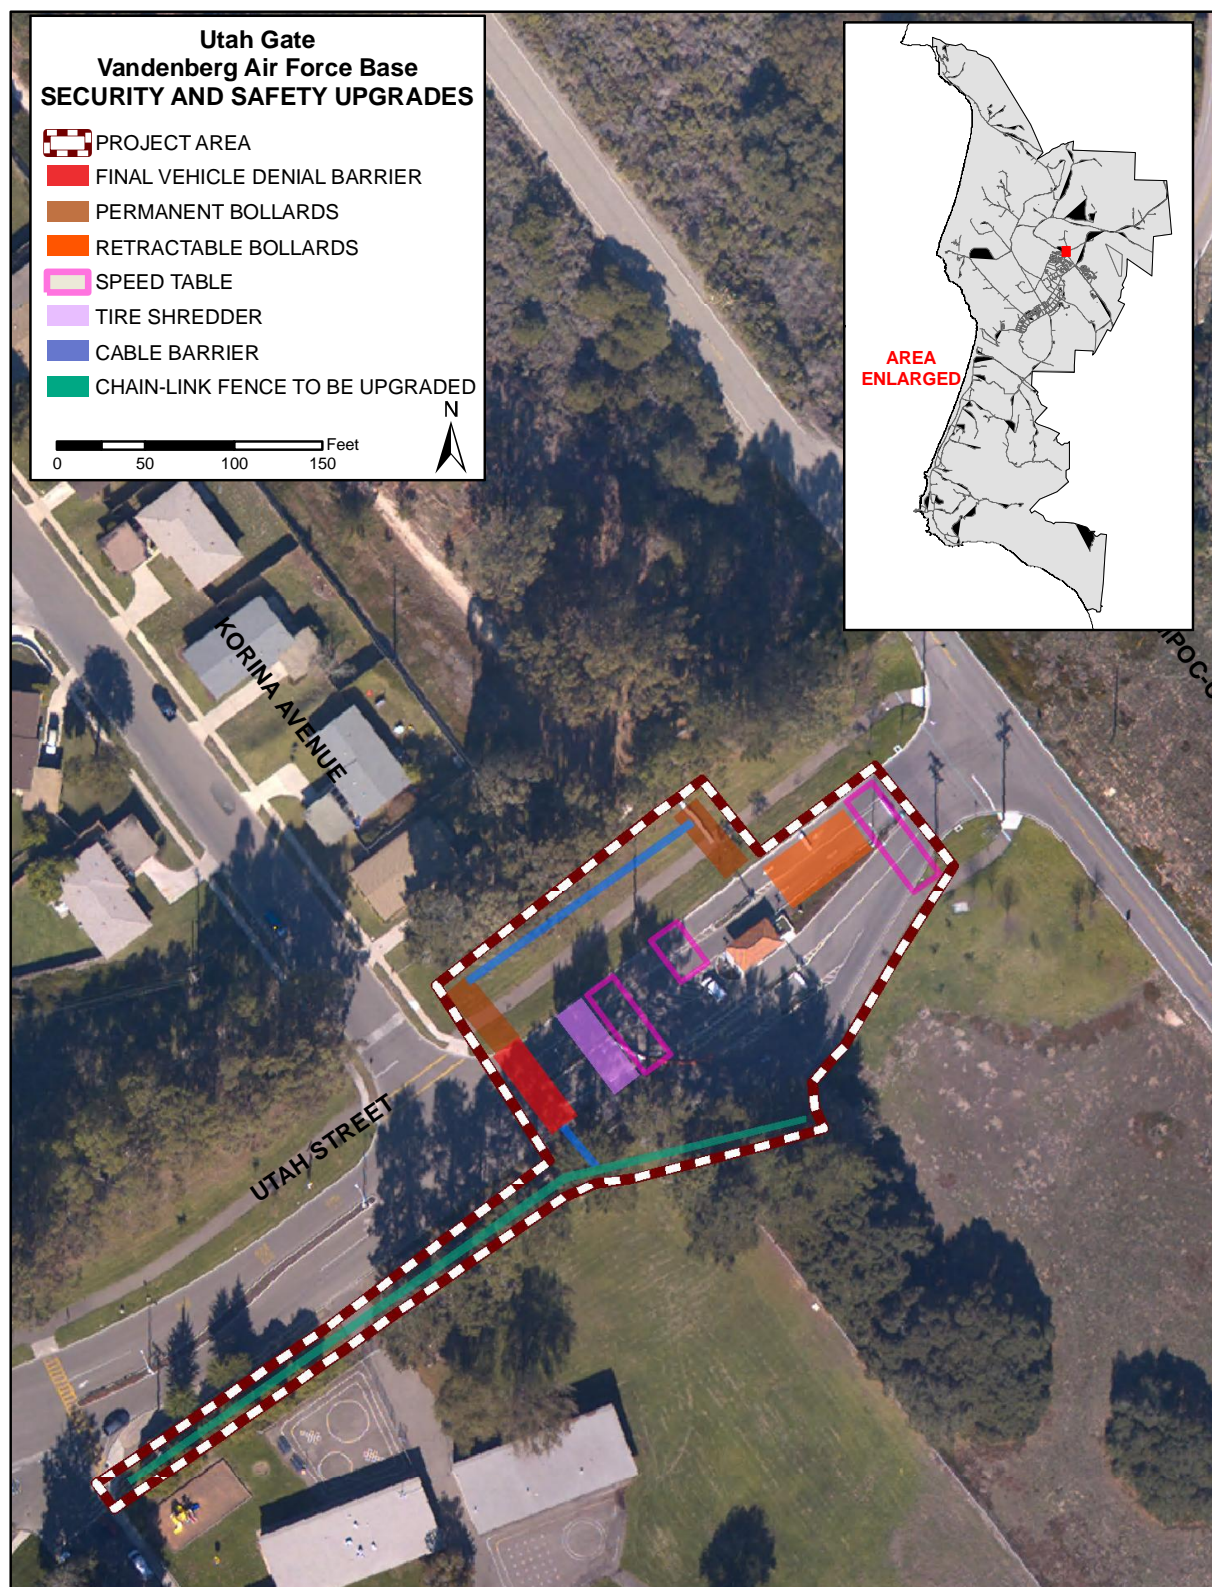 Utah Gate
Vandenberg Air Force Base
SECURITY AND SAFETY UPGRADES
PROJECT AREA
FINAL VEHICLE DENIAL BARRIER
PERMANENT BOLLARDS
RETRACTABLE BOLLARDS
SPEED TABLE
TIRE SHREDDER
CABLE BARRIER
CHAIN-LINK FENCE TO BE UPGRADED
N
Feet
0 50 100 150
AREA
ENLARGED
KORINA AVENUE
UTAH STREET